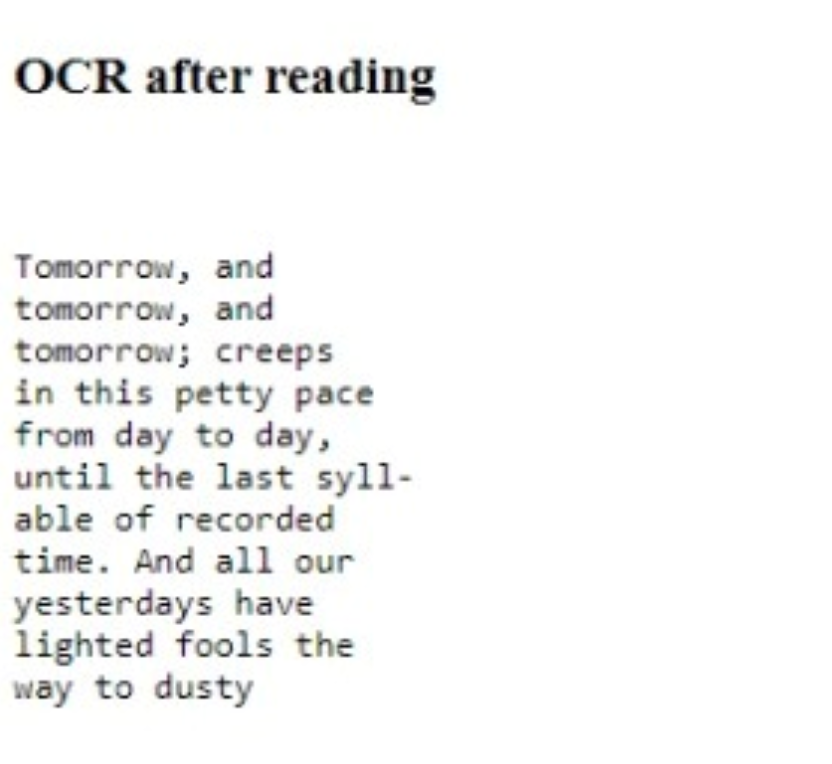 OCR after reading
Tomorrow, and
tomorrow, and
tomorrow; creeps
in this petty pace
from day to day,
until the last syll-
able of recorded
time. And all our
yesterdays have
lighted fools the
way to dusty